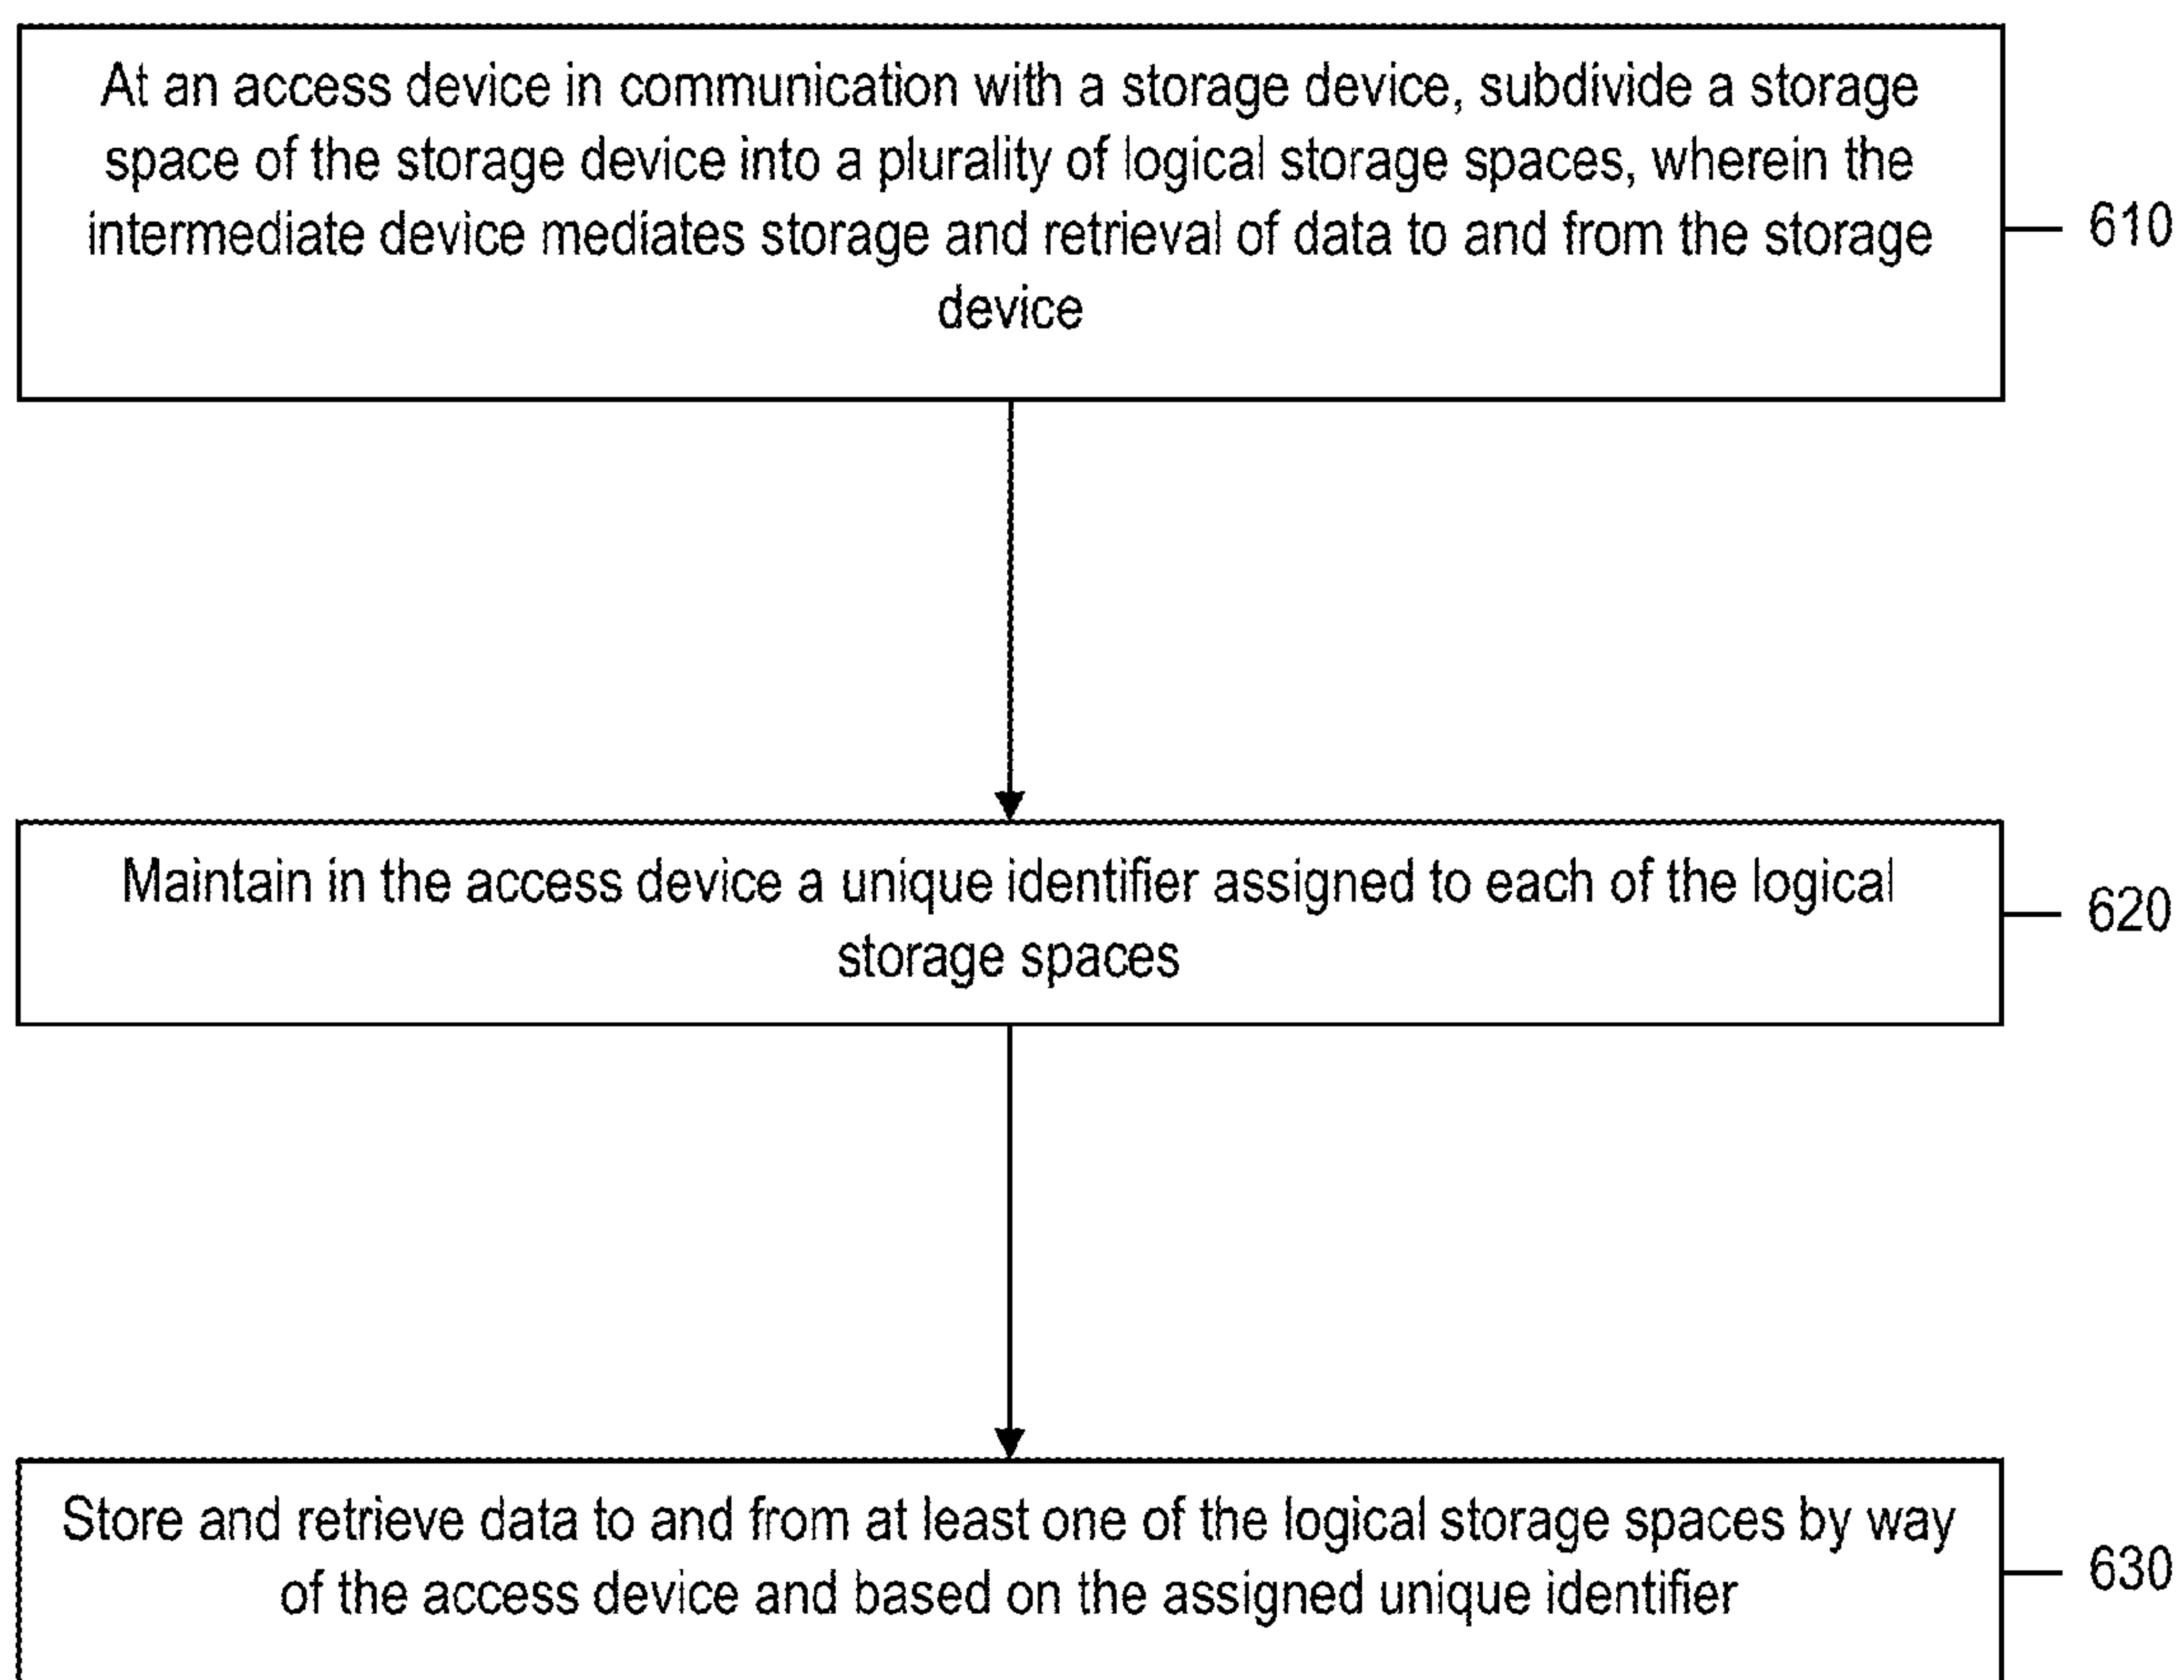 At an access device in communication with a storage device, subdivide a storage
space of the storage device into a plurality of logical storage spaces, wherein the
intermediate device mediates storage and retrieval of data to and from the storage
device
610
Maintain in the access device a unique identifier assigned to each of the logical
storage spaces
620
Store and retrieve data to and from at least one of the logical storage spaces by way
of the access device and based on the assigned unique identifier
630